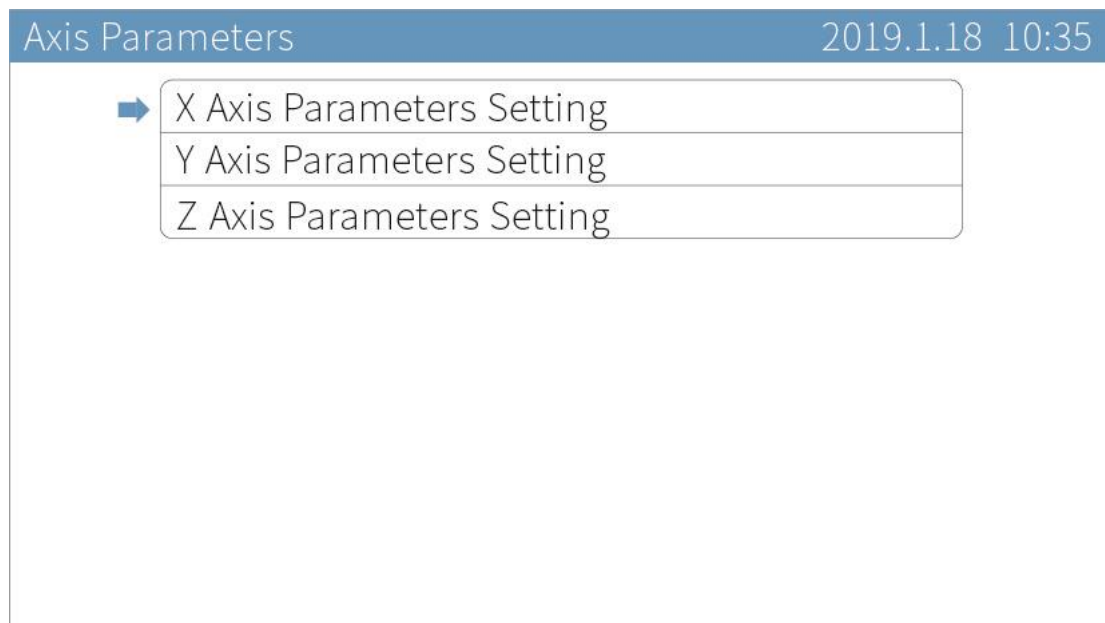 Axis Parameters 2019.1.18 10:35
X Axis Parameters Setting
Y Axis Parameters Setting
Z Axis Parameters Setting